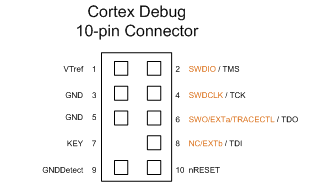 Cortex Debug
10-pin Connector
VTref 1 2 SWDIO / TMS
GND 3 4 SWDCLK / TCK
GND 5 6 SWO/EXTa/TRACECTL / TDO
KEY 7 8 NC/EXTb / TDI
GNDDetect 9 10 nRESET